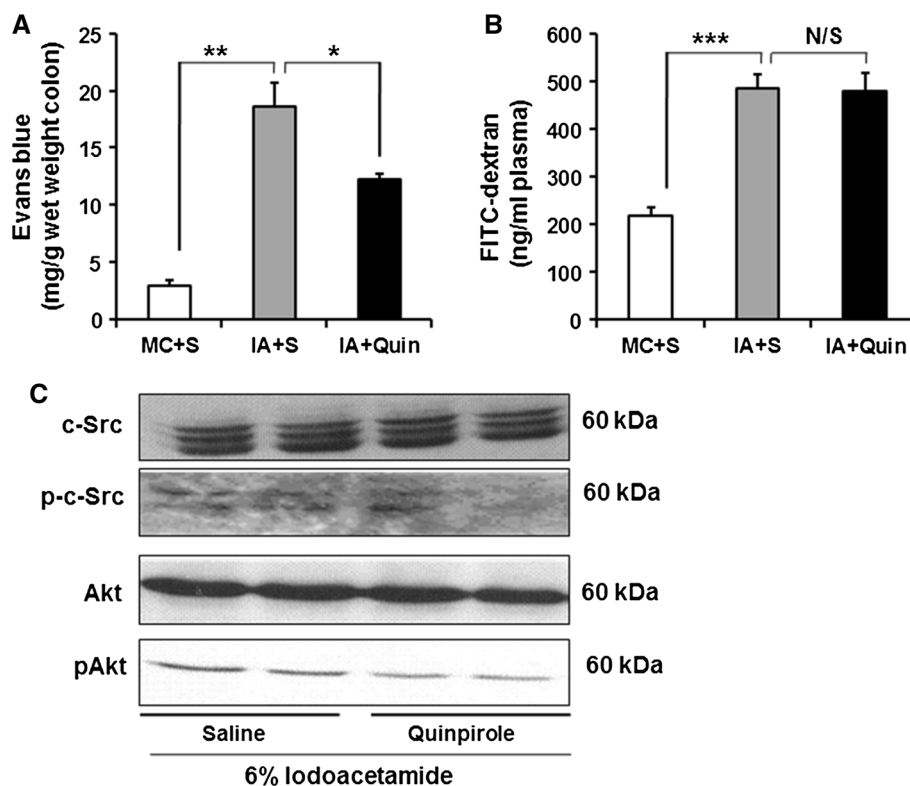 A
Evans blue
(mg/g wet weight colon)
25
20
15
10
5
0
**
*
MC+S IA+S IA+Quin
B
FITC-dextran
(ng/ml plasma)
600
500
400
300
200
100
0
***
N/S
MC+S IA+S IA+Quin
C
c-Src 60 kDa
p-c-Src 60 kDa
Akt 60 kDa
pAkt 60 kDa
Saline Quinpirole
6% Iodoacetamide